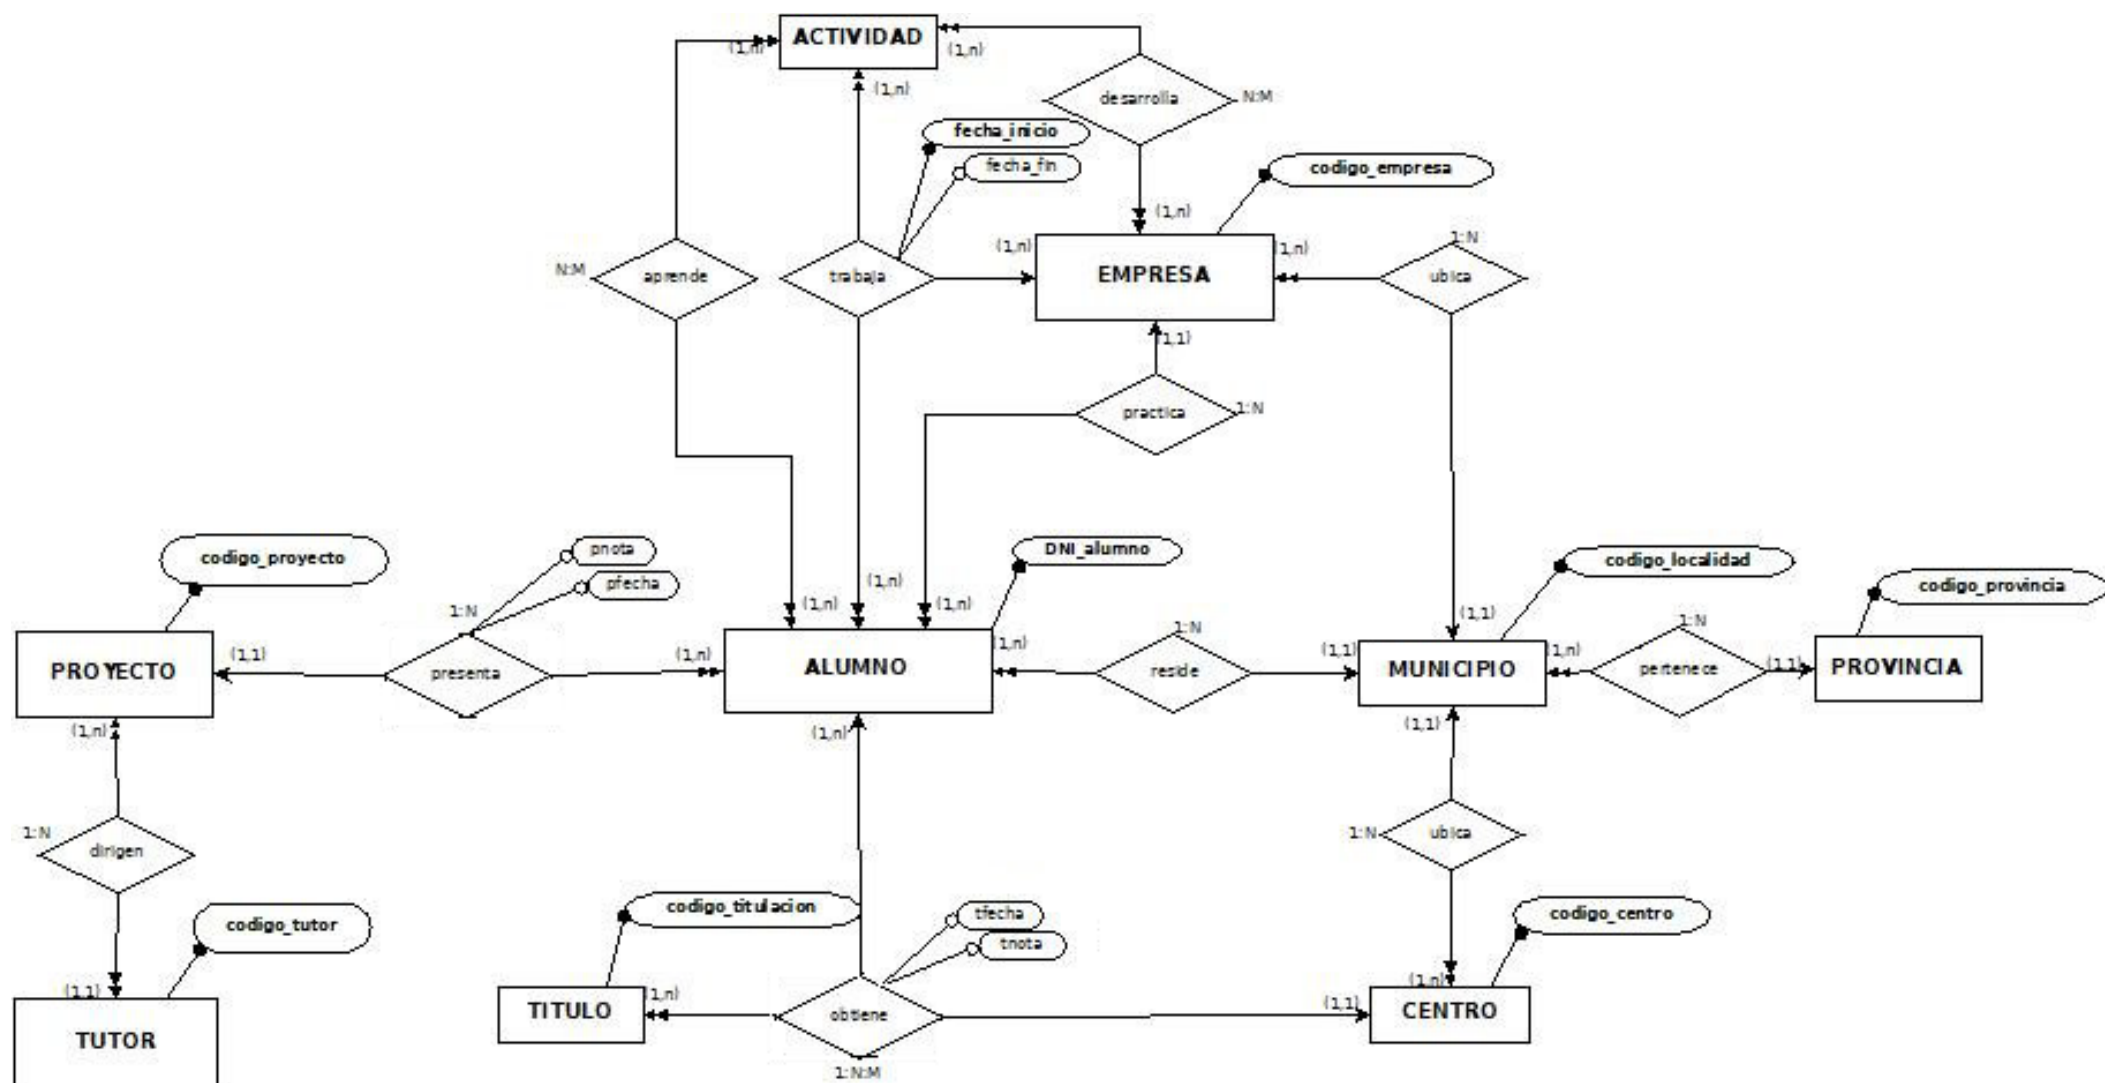 ACTIVIDAD
(1,n)
(1,n)
(1,n)
desarrolla
N:M
fecha_inicio
fecha_fin
codigo_empresa
(1,n)
(1,n)
(1,n)
1:N
N:M
aprende
trabaja
EMPRESA
ubica
(1,1)
practica
1:N
codigo_proyecto
pnota
pfecha
DNI_alumno
codigo_localidad
codigo_provincia
1:N
(1,n)
(1,n)
(1,n)
(1,1)
1:N
1:N
PROYECTO
(1,1)
presenta
(1,n)
ALUMNO
(1,n)
reside
(1,1)
MUNICIPIO
(1,n)
pertenece
(1,1)
PROVINCIA
(1,n)
(1,n)
(1,1)
1:N
dirigen
1:N
ubica
codigo_tutor
codigo_titulacion
tfecha
tnota
codigo_centro
(1,1)
(1,n)
(1,1)
(1,n)
TUTOR
TITULO
obtiene
CENTRO
1:N:M